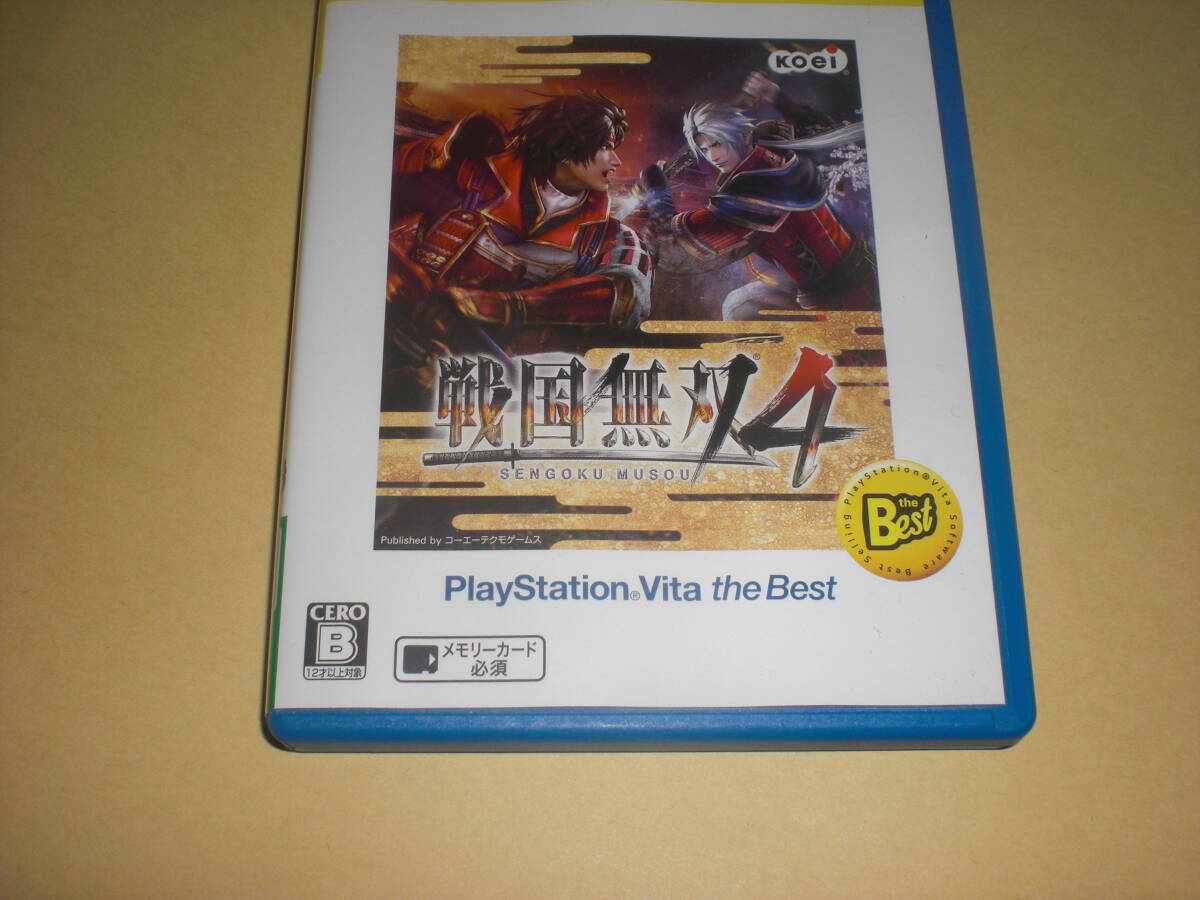 KOEI
戦国無双4
SENGOKU MUSOU
Published by コーエーテクモゲームス
PlayStation®Vita Software Best Selling
the
Best
PlayStation®Vita the Best
CERO
B
12才以上対象
メモリーカード
必須